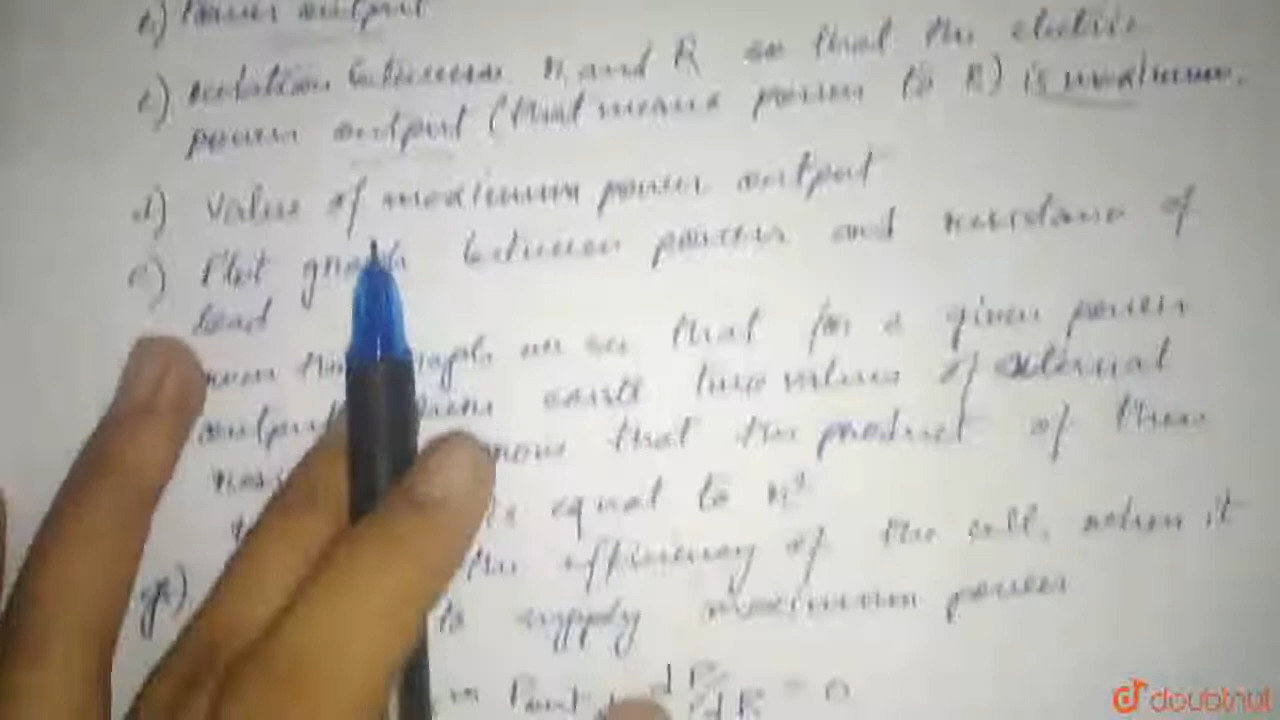 b) Power output
c) relation between r and R so that the electric
power output (that means power to R) is maximum.
d) value of maximum power output
e) Plot graph between power and resistance of
load
From the graph we see that for a given power
output there exists two values of external
that the product of these
is equal to r²
g) the efficiency of the cell, when it
to supply maximum power
dP/dR = 0
doubtnut